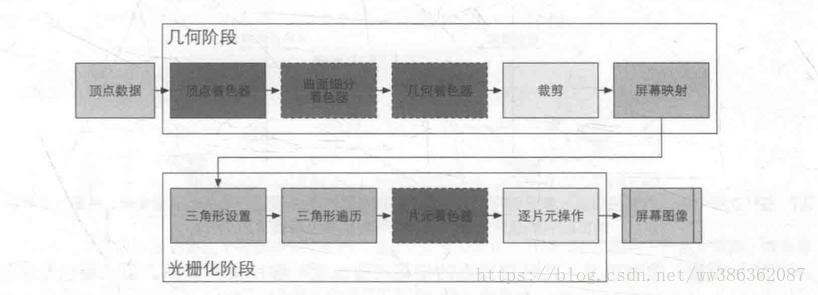 几何阶段
顶点数据
顶点着色器
曲面细分
着色器
几何着色器
裁剪
屏幕映射
三角形设置
三角形遍历
片元着色器
逐片元操作
屏幕图像
光栅化阶段
https://blog.csdn.net/ww386362087